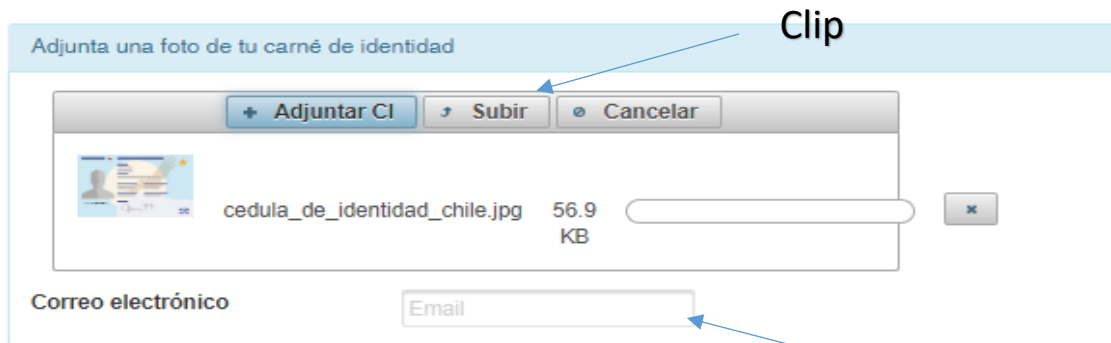 Clip
Adjunta una foto de tu carné de identidad
Adjuntar CI Subir Cancelar
cedula_de_identidad_chile.jpg 56.9
KB
Correo electrónico Email